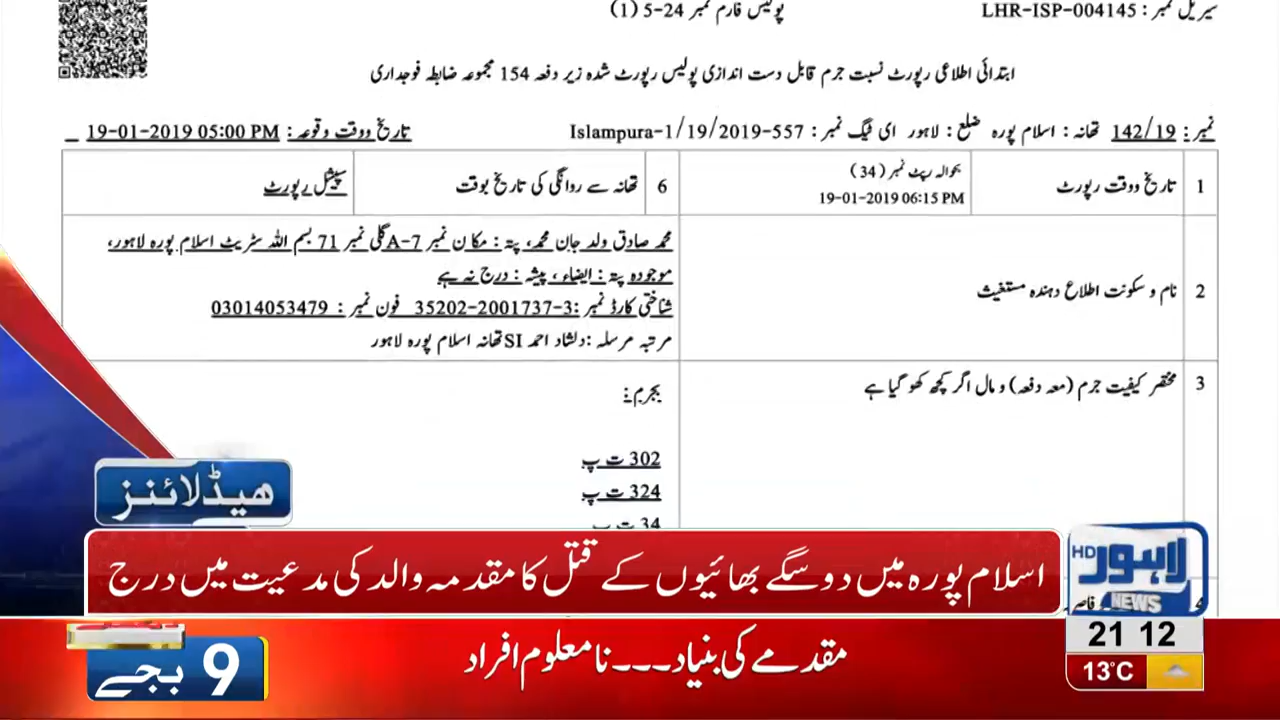 سیریل نمبر : LHR-ISP-004145
پولیس فارم نمبر 24-5 (1)
ابتدائی اطلاعی رپورٹ نسبت جرم قابل دست اندازی پولیس رپورٹ شدہ زیر دفعہ 154 مجموعہ ضابطہ فوجداری
نمبر : 142/19 تھانہ : اسلام پورہ ضلع : لاہور ای ٹیگ نمبر : Islampura-1/19/2019-557 تاریخ ووقت وقوعہ : 19-01-2019 05:00 PM
1 تاریخ ووقت رپورٹ
بحوالہ رپٹ نمبر (34)
19-01-2019 06:15 PM
6 تھانہ سے روانگی کی تاریخ بوقت
سپیشل رپورٹ
2 نام و سکونت اطلاع دہندہ مستغیث
محمد صادق ولد جان محمد، پتہ : مکان نمبر 7-A گلی نمبر 71 بسم اللہ سٹریٹ اسلام پورہ لاہور،
موجودہ پتہ : ایضاء ، پیشہ : درج نہ ہے
شناختی کارڈ نمبر :3-2001737-35202 فون نمبر : 03014053479
مرتبہ مرسلہ :دلشاد احمد SI تھانہ اسلام پورہ لاہور
3 مختصر کیفیت جرم (معہ دفعہ) و مال اگر کچھ کھو گیا ہے
بجرم :
302 ت پ
324 ت پ
34 ت پ
ہیڈلائنز
اسلام پورہ میں دو سگے بھائیوں کے قتل کا مقدمہ والد کی مدعیت میں درج
مقدمے کی بنیاد۔۔۔نامعلوم افراد
9 بجے
لاہور HD
NEWS
21 12
13°C